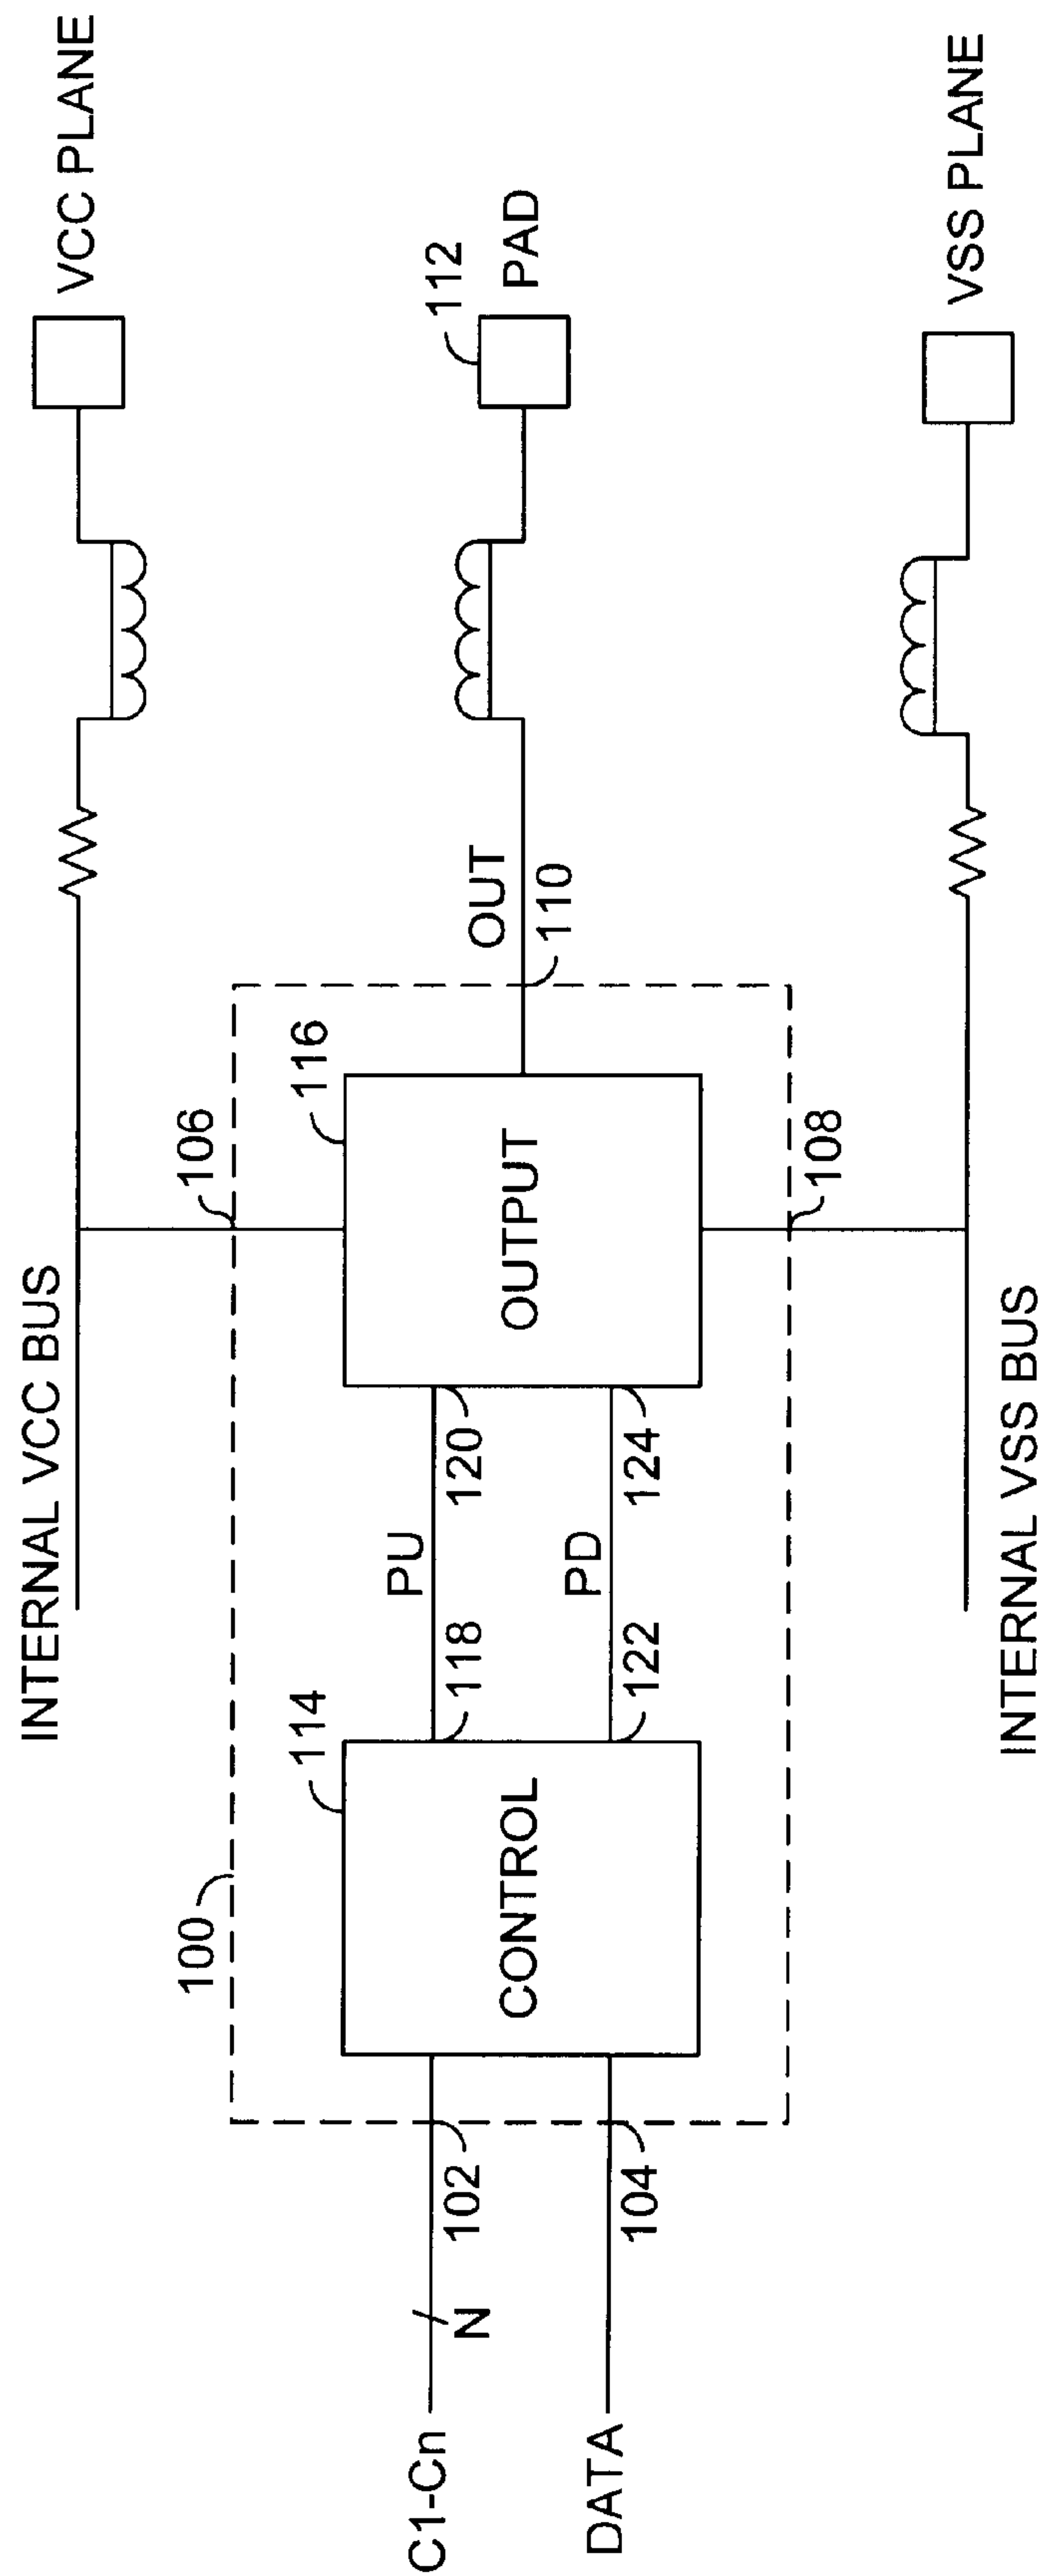 INTERNAL VCC BUS
VCC PLANE
100
106
114
116
C1-Cn
N
102
118
PU
120
OUT
112
PAD
CONTROL
OUTPUT
110
DATA
104
122
PD
124
108
INTERNAL VSS BUS
VSS PLANE